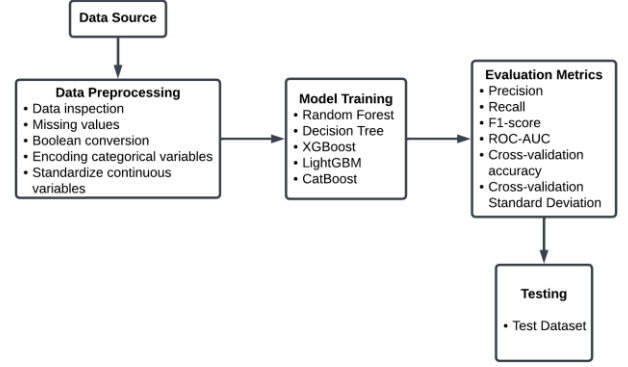 Data Source
Data Preprocessing
• Data inspection
• Missing values
• Boolean conversion
• Encoding categorical variables
• Standardize continuous
variables
Model Training
• Random Forest
• Decision Tree
• XGBoost
• LightGBM
• CatBoost
Evaluation Metrics
• Precision
• Recall
• F1-score
• ROC-AUC
• Cross-validation
accuracy
• Cross-validation
Standard Deviation
Testing
• Test Dataset